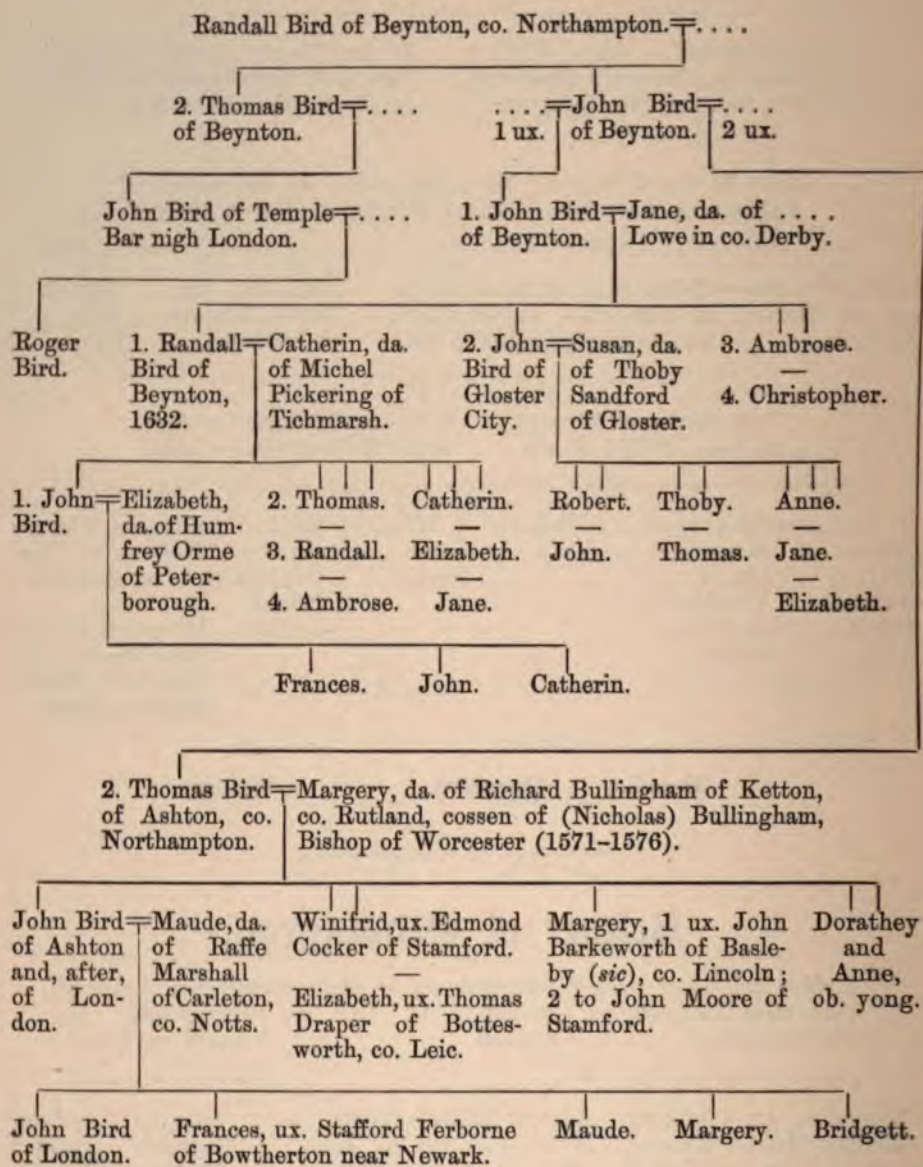 Randall Bird of Beynton, co. Northampton. . . . .
2. Thomas Bird . . . .
of Beynton.
. . . .
1 ux.
John Bird
of Beynton.
. . . .
2 ux.
John Bird of Temple . . . .
Bar nigh London.
1. John Bird
of Beynton.
Jane, da. of . . . .
Lowe in co. Derby.
Roger
Bird.
1. Randall
Bird of
Beynton,
1632.
Catherin, da.
of Michel
Pickering of
Tichmarsh.
2. John
Bird of
Gloster
City.
Susan, da.
of Thoby
Sandford
of Gloster.
3. Ambrose.
—
4. Christopher.
1. John
Bird.
Elizabeth,
da. of Hum-
frey Orme
of Peter-
borough.
2. Thomas.
—
3. Randall.
—
4. Ambrose.
Catherin.
—
Elizabeth.
—
Jane.
Robert.
—
John.
Thoby.
—
Thomas.
Anne.
—
Jane.
—
Elizabeth.
Frances.
John.
Catherin.
2. Thomas Bird
of Ashton, co.
Northampton.
Margery, da. of Richard Bullingham of Ketton,
co. Rutland, cossen of (Nicholas) Bullingham,
Bishop of Worcester (1571–1576).
John Bird
of Ashton
and, after,
of Lon-
don.
Maude, da.
of Raffe
Marshall
of Carleton,
co. Notts.
Winifrid, ux. Edmond
Cocker of Stamford.
—
Elizabeth, ux. Thomas
Draper of Bottes-
worth, co. Leic.
Margery, 1 ux. John
Barkeworth of Basle-
by (sic), co. Lincoln;
2 to John Moore of
Stamford.
Dorathey
and
Anne,
ob. yong.
John Bird
of London.
Frances, ux. Stafford Ferborne
of Bowtherton near Newark.
Maude.
Margery.
Bridgett.